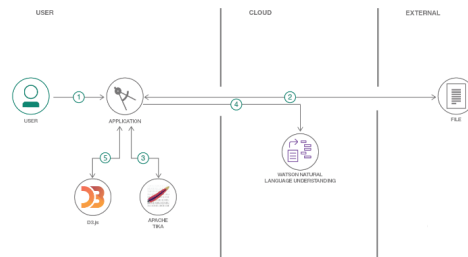 USER
CLOUD
EXTERNAL
1
2
4
USER
APPLICATION
FILE
5
3
WATSON NATURAL
LANGUAGE UNDERSTANDING
D3.js
APACHE
TIKA